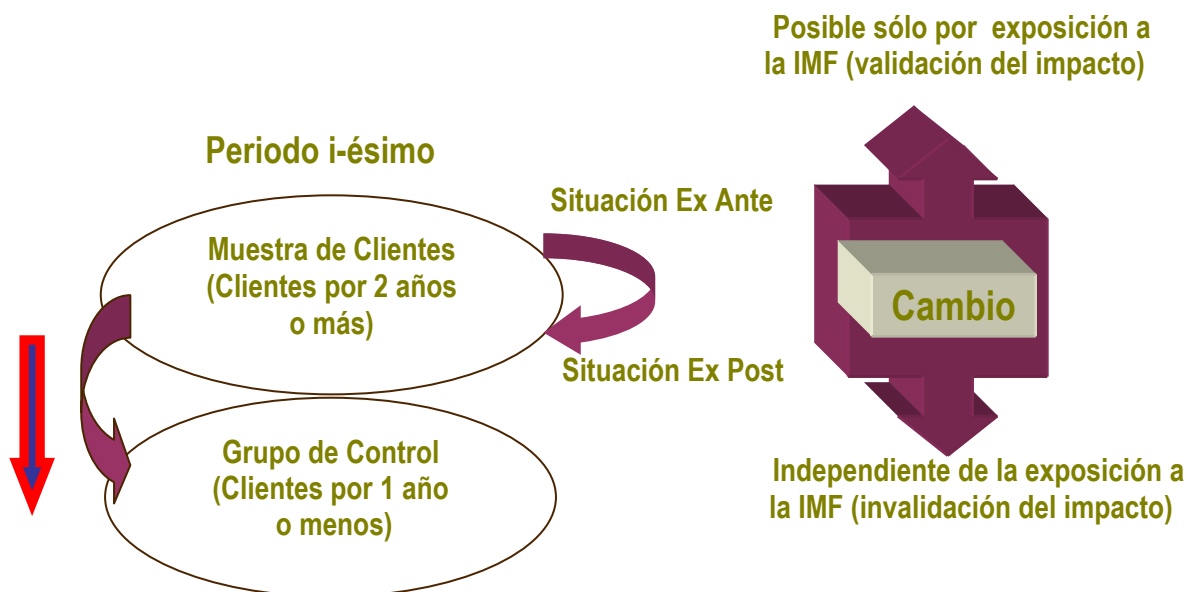 Posible sólo por exposición a
la IMF (validación del impacto)
Periodo i-ésimo
Situación Ex Ante
Muestra de Clientes
(Clientes por 2 años
o más)
Cambio
Situación Ex Post
Grupo de Control
(Clientes por 1 año
o menos)
Independiente de la exposición a
la IMF (invalidación del impacto)